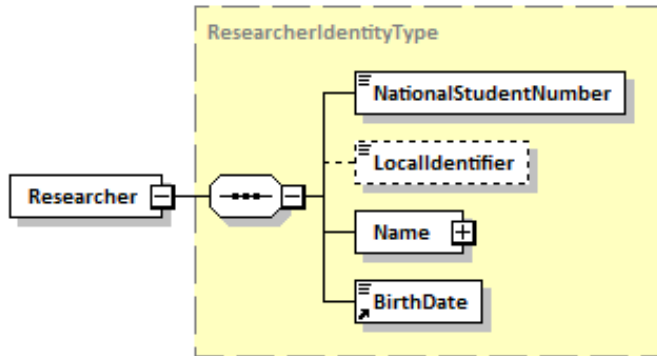 ResearcherIdentityType
NationalStudentNumber
LocalIdentifier
Researcher
Name
BirthDate